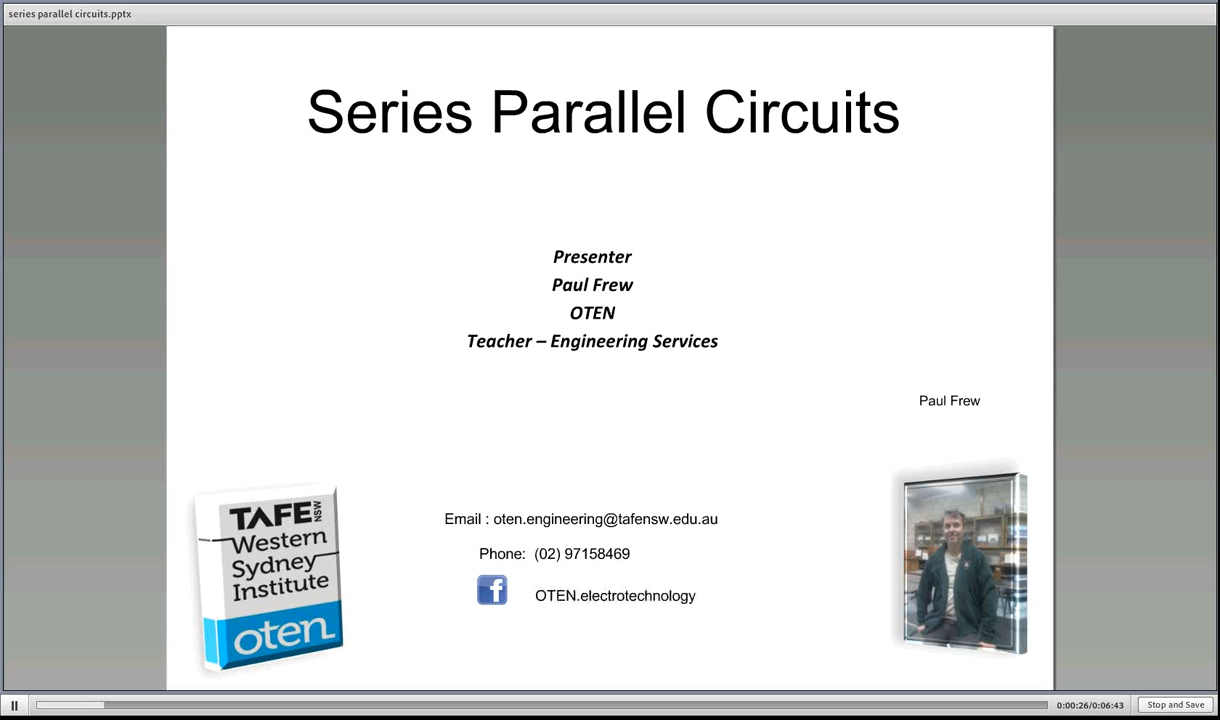 series parallel circuits.pptx
Series Parallel Circuits
Presenter
Paul Frew
OTEN
Teacher – Engineering Services
Paul Frew
TAFE NSW
Western
Sydney
Institute
oten
Email : oten.engineering@tafensw.edu.au
Phone: (02) 97158469
f
OTEN.electrotechnology
0:00:26/0:06:43
Stop and Save